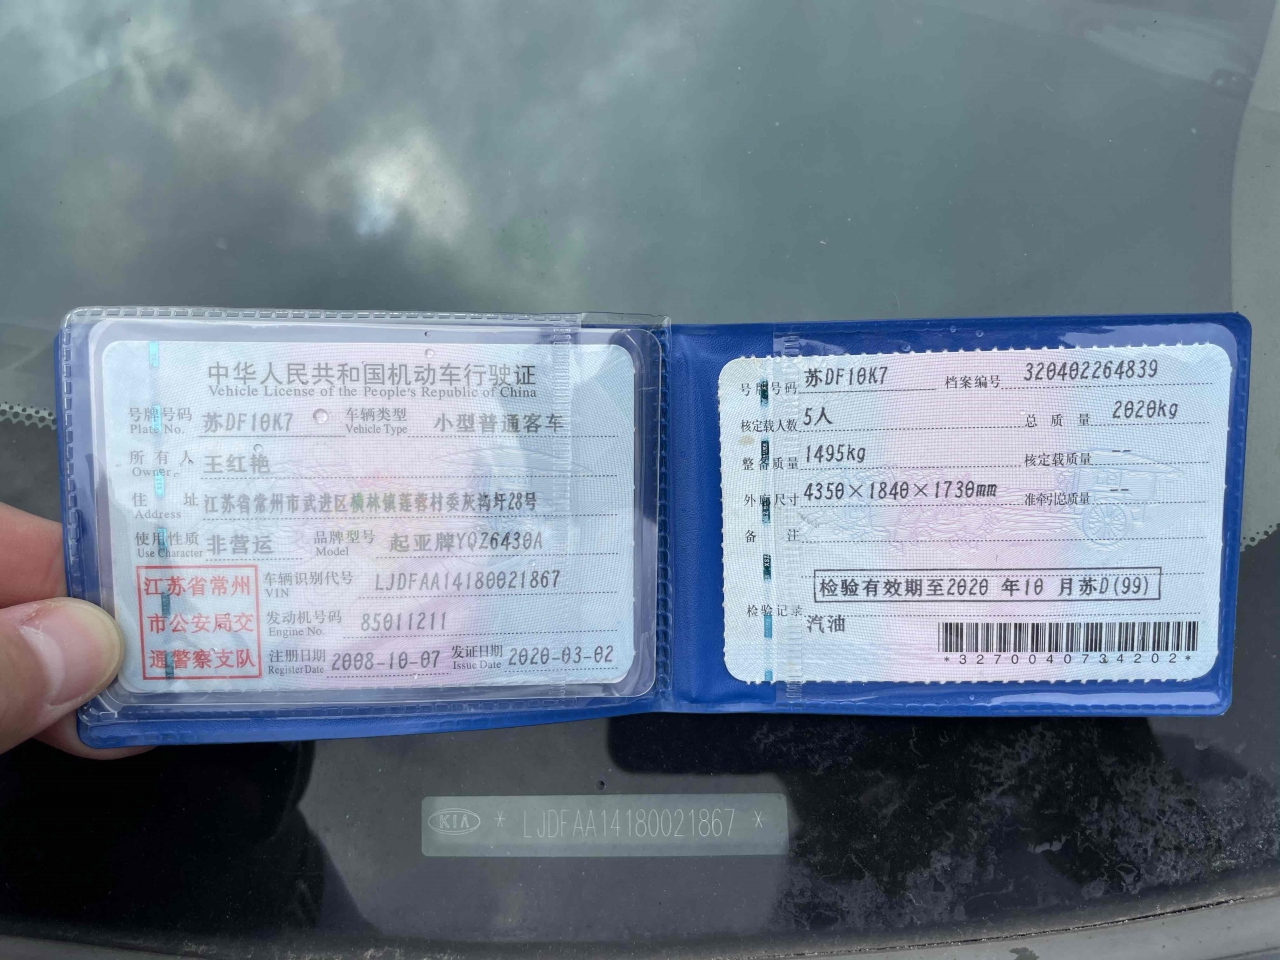 中华人民共和国机动车行驶证
Vehicle License of the People's Republic of China
号牌号码 苏DF10K7 车辆类型 小型普通客车
Plate No. Vehicle Type
所有人 王红艳
Owner
住址 江苏省常州市武进区横林镇莲蓉村委灰沟圩28号
Address
使用性质 非营运 品牌型号 起亚牌YQZ6430A
Use Character Model
江苏省常州
市公安局交
通警察支队
车辆识别代号 LJDFAA14180021867
VIN
发动机号码 85011211
Engine No.
注册日期 2008-10-07 发证日期 2020-03-02
Register Date Issue Date
号牌号码 苏DF10K7 档案编号 320402264839
核定载人数 5人 总质量 2020kg
整备质量 1495kg 核定载质量 --
外廓尺寸 4350×1840×1730mm 准牵引总质量 --
备注
检验有效期至2020 年10 月苏D(99)
检验记录
汽油
*3270040734202*
KIA * LJDFAA14180021867 *